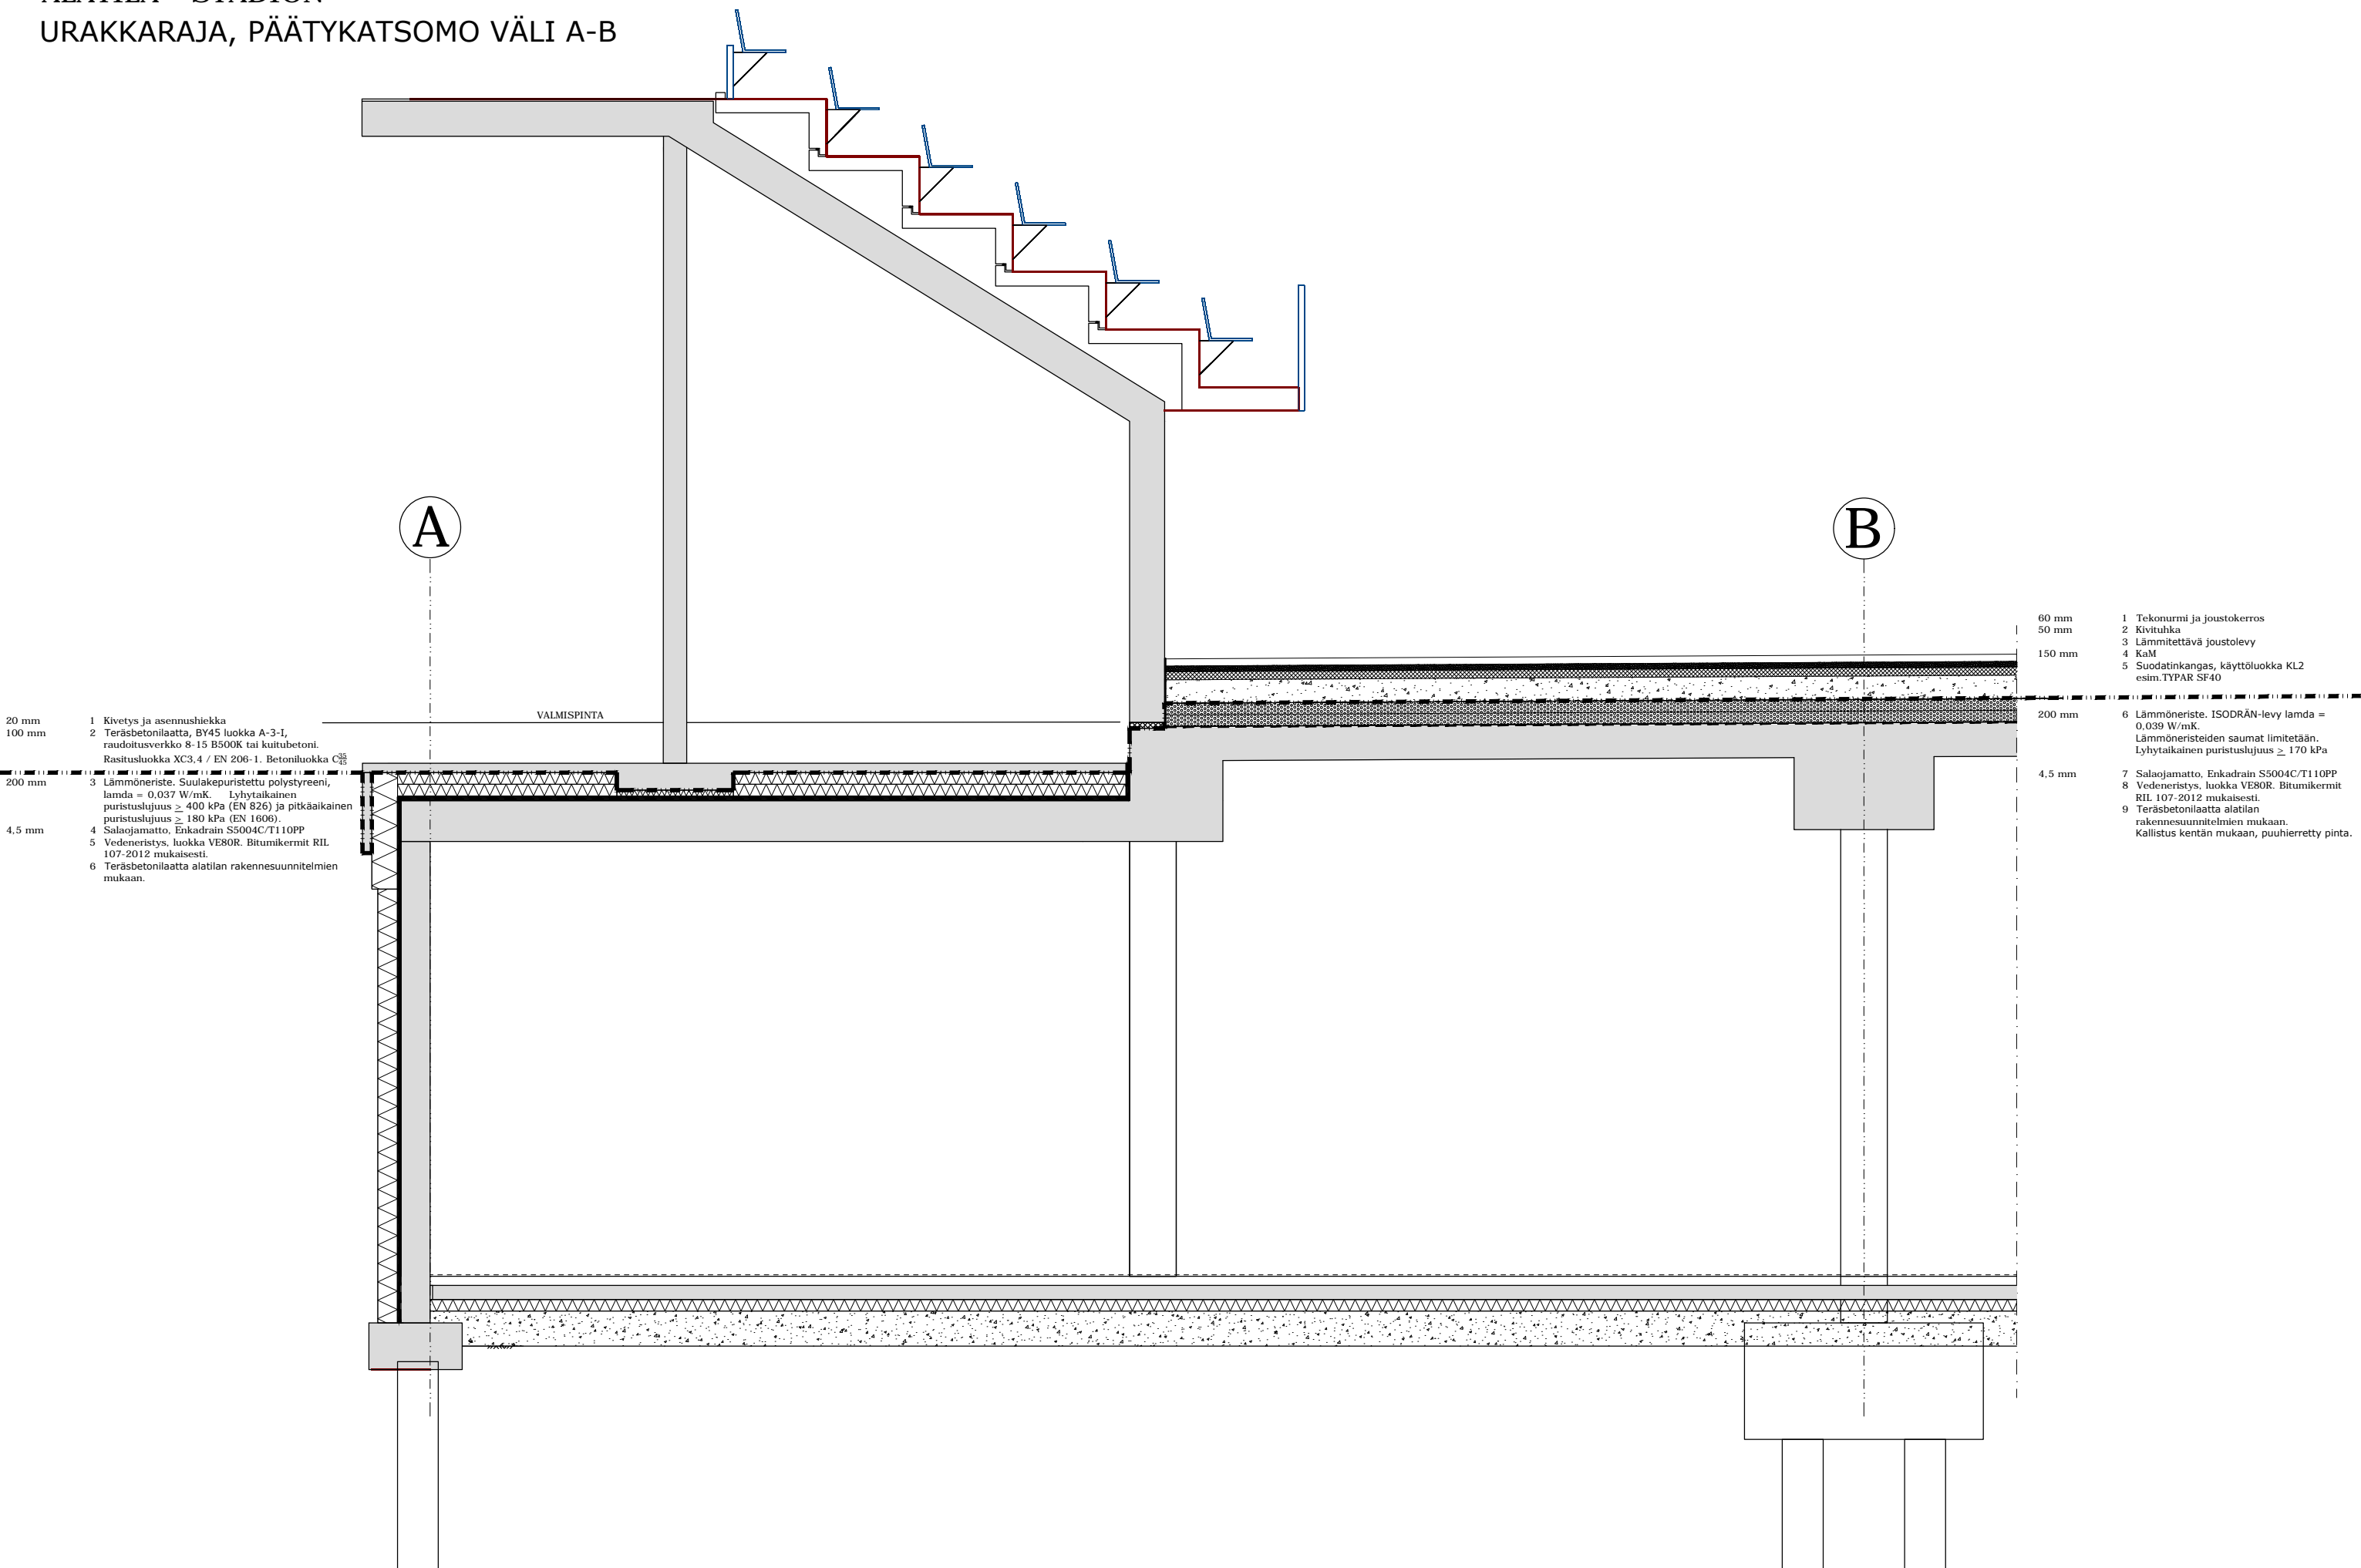 URAKKARAJA, PÄÄTYKATSOMO VÄLI A-B
A
B
VALMISPINTA
20 mm 1 Kivetys ja asennushiekka
100 mm 2 Teräsbetonilaatta, BY45 luokka A-3-I,
raudoitusverkko 8-15 B500K tai kuitubetoni.
Rasitusluokka XC3,4 / EN 206-1. Betoniluokka C35/45
200 mm 3 Lämmöneriste. Suulakepuristettu polystyreeni,
lamda = 0,037 W/mK. Lyhytaikainen
puristuslujuus ≥ 400 kPa (EN 826) ja pitkäaikainen
puristuslujuus ≥ 180 kPa (EN 1606).
4,5 mm 4 Salaojamatto, Enkadrain S5004C/T110PP
5 Vedeneristys, luokka VE80R. Bitumikermit RIL
107-2012 mukaisesti.
6 Teräsbetonilaatta alatilan rakennesuunnitelmien
mukaan.
60 mm 1 Tekonurmi ja joustokerros
50 mm 2 Kivituhka
3 Lämmitettävä joustolevy
150 mm 4 KaM
5 Suodatinkangas, käyttöluokka KL2
esim.TYPAR SF40
200 mm 6 Lämmöneriste. ISODRÄN-levy lamda =
0,039 W/mK.
Lämmöneristeiden saumat limitetään.
Lyhytaikainen puristuslujuus ≥ 170 kPa
4,5 mm 7 Salaojamatto, Enkadrain S5004C/T110PP
8 Vedeneristys, luokka VE80R. Bitumikermit
RIL 107-2012 mukaisesti.
9 Teräsbetonilaatta alatilan
rakennesuunnitelmien mukaan.
Kallistus kentän mukaan, puuhierretty pinta.